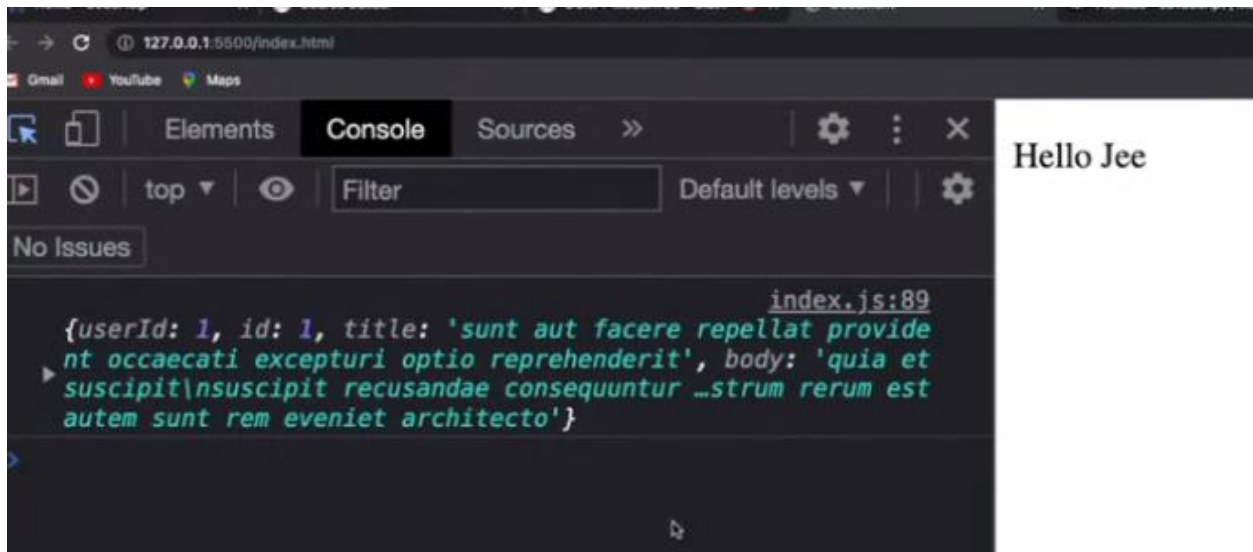 127.0.0.1:5500/index.html
Gmail YouTube Maps
Elements Console Sources »
top Filter Default levels
No Issues
Hello Jee
index.js:89
{userId: 1, id: 1, title: 'sunt aut facere repellat provide
nt occaecati excepturi optio reprehenderit', body: 'quia et
suscipit\nsuscipit recusandae consequuntur …strum rerum est
autem sunt rem eveniet architecto'}
>